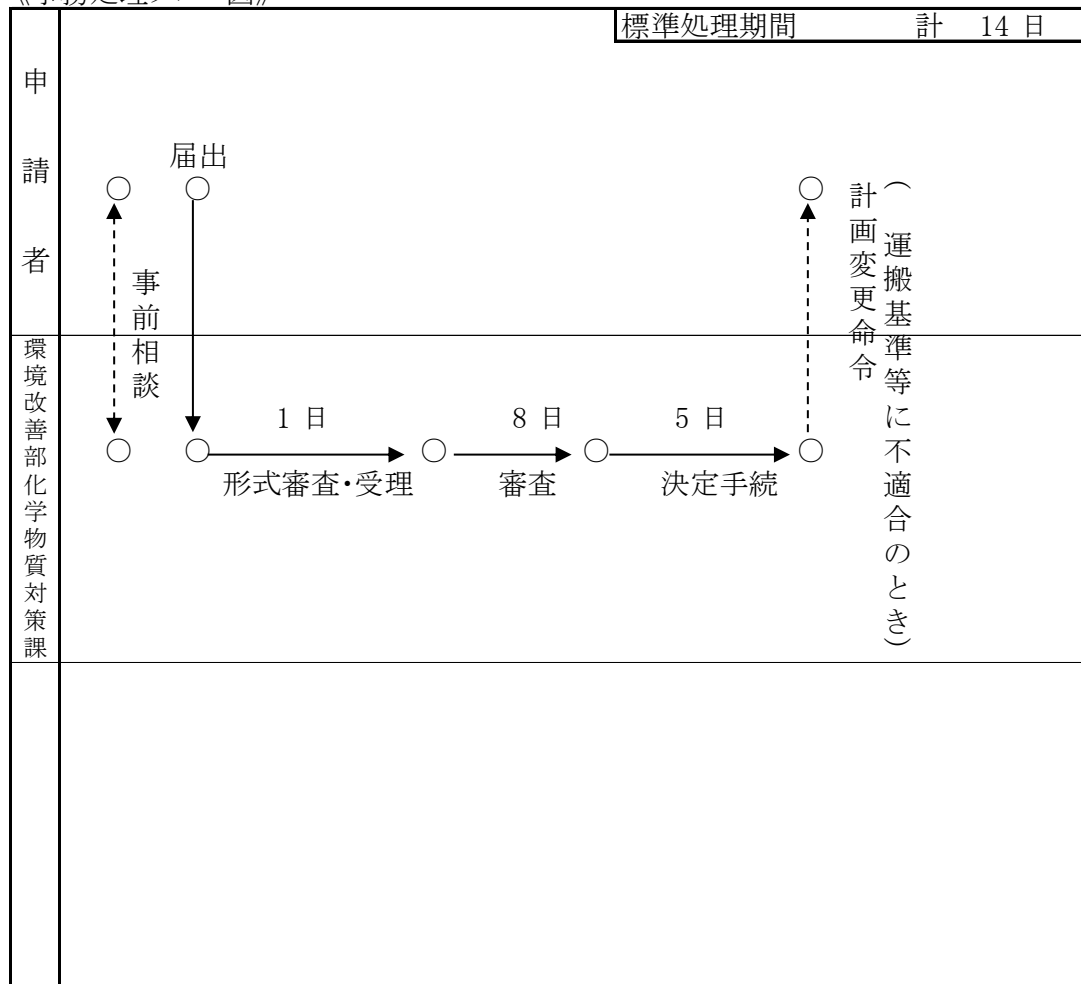 標準処理期間 計 14 日
申請者
届出
事前相談
計画変更命令
(運搬基準等に不適合のとき)
環境改善部化学物質対策課
1 日
8 日
5 日
形式審査・受理
審査
決定手続